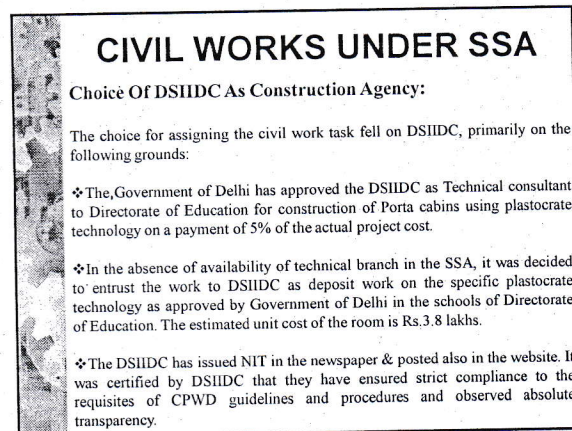 CIVIL WORKS UNDER SSA
Choice Of DSIIDC As Construction Agency:
The choice for assigning the civil work task fell on DSIIDC, primarily on the
following grounds:
❖The,Government of Delhi has approved the DSIIDC as Technical consultant
to Directorate of Education for construction of Porta cabins using plastocrate
technology on a payment of 5% of the actual project cost.
❖In the absence of availability of technical branch in the SSA, it was decided
to entrust the work to DSIIDC as deposit work on the specific plastocrate
technology as approved by Government of Delhi in the schools of Directorate
of Education. The estimated unit cost of the room is Rs.3.8 lakhs.
❖The DSIIDC has issued NIT in the newspaper & posted also in the website. It
was certified by DSIIDC that they have ensured strict compliance to the
requisites of CPWD guidelines and procedures and observed absolute
transparency.